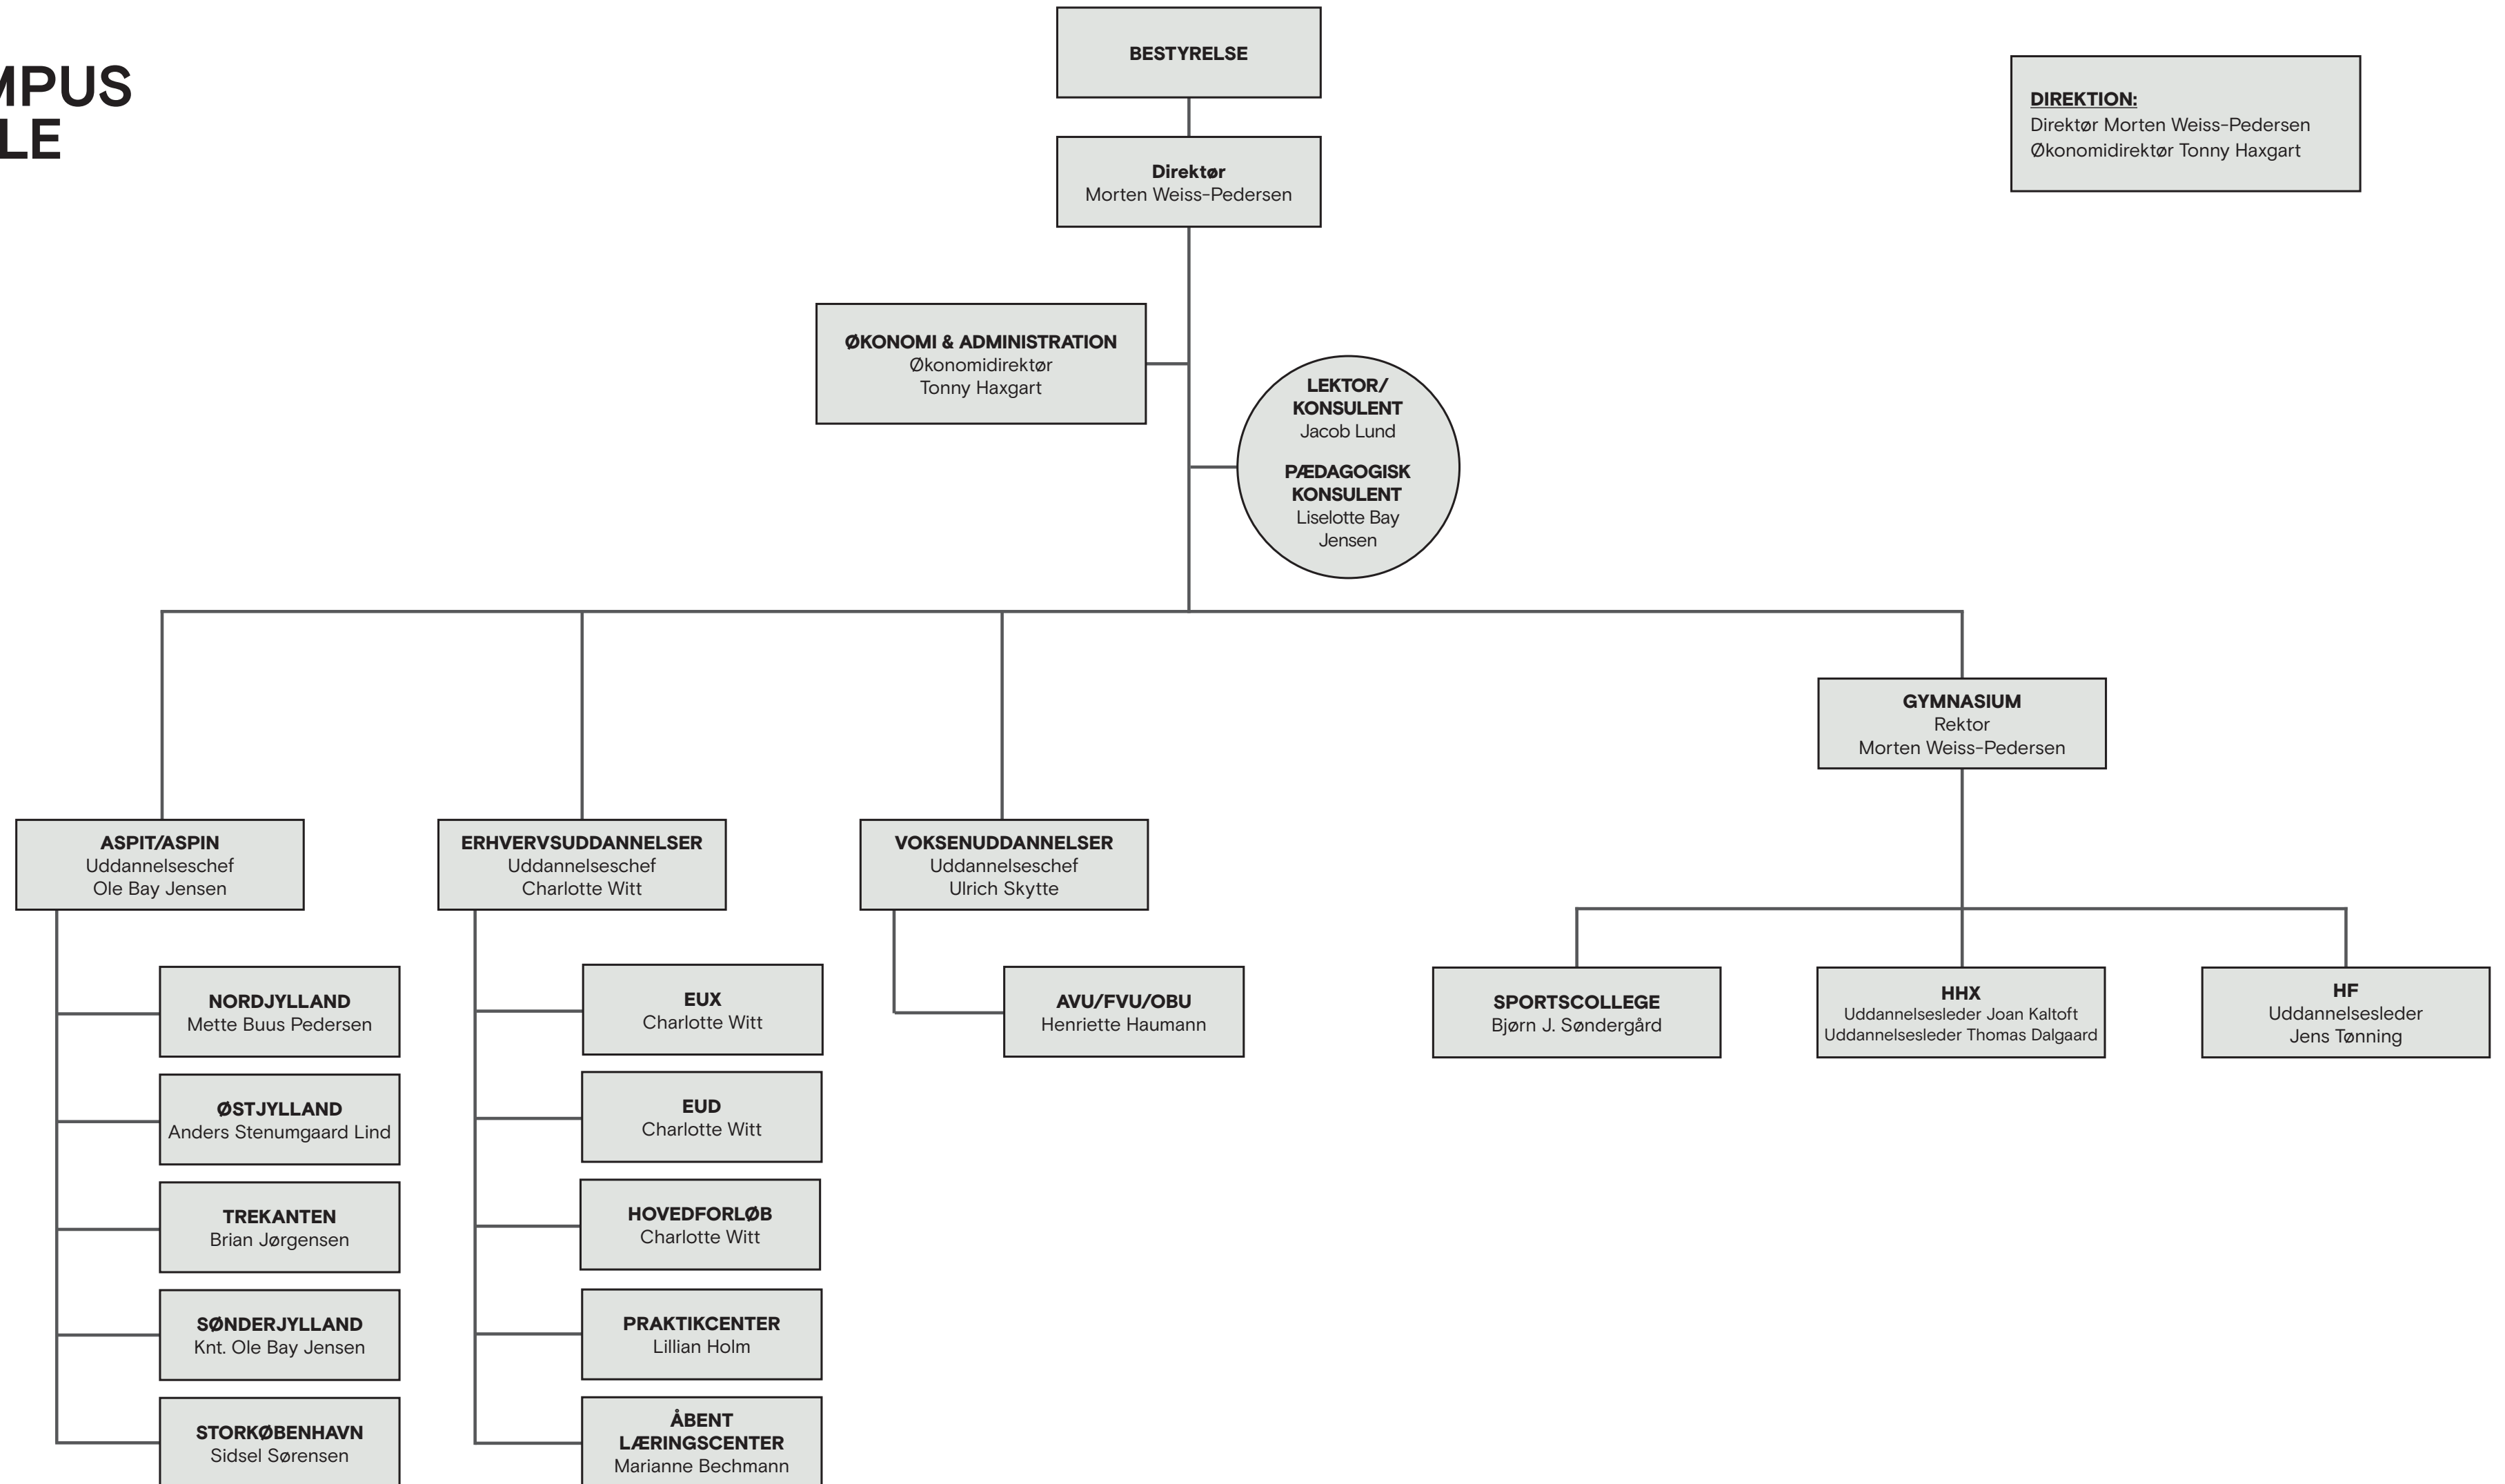 MPUS
LE
BESTYRELSE
DIREKTION:
Direktør Morten Weiss-Pedersen
Økonomidirektør Tonny Haxgart
Direktør
Morten Weiss-Pedersen
ØKONOMI & ADMINISTRATION
Økonomidirektør
Tonny Haxgart
LEKTOR/
KONSULENT
Jacob Lund
PÆDAGOGISK
KONSULENT
Liselotte Bay
Jensen
GYMNASIUM
Rektor
Morten Weiss-Pedersen
ASPIT/ASPIN
Uddannelseschef
Ole Bay Jensen
ERHVERVSUDDANNELSER
Uddannelseschef
Charlotte Witt
VOKSENUDDANNELSER
Uddannelseschef
Ulrich Skytte
NORDJYLLAND
Mette Buus Pedersen
ØSTJYLLAND
Anders Stenumgaard Lind
TREKANTEN
Brian Jørgensen
SØNDERJYLLAND
Knt. Ole Bay Jensen
STORKØBENHAVN
Sidsel Sørensen
EUX
Charlotte Witt
EUD
Charlotte Witt
HOVEDFORLØB
Charlotte Witt
PRAKTIKCENTER
Lillian Holm
ÅBENT
LÆRINGSCENTER
Marianne Bechmann
AVU/FVU/OBU
Henriette Haumann
SPORTSCOLLEGE
Bjørn J. Søndergård
HHX
Uddannelsesleder Joan Kaltoft
Uddannelsesleder Thomas Dalgaard
HF
Uddannelsesleder
Jens Tønning